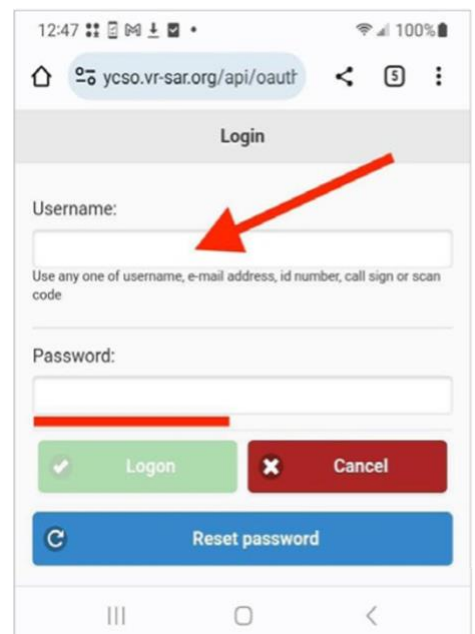 12:47 100%
ycso.vr-sar.org/api/oauth 5
Login
Username:
Use any one of username, e-mail address, id number, call sign or scan
code
Password:
Logon Cancel
Reset password